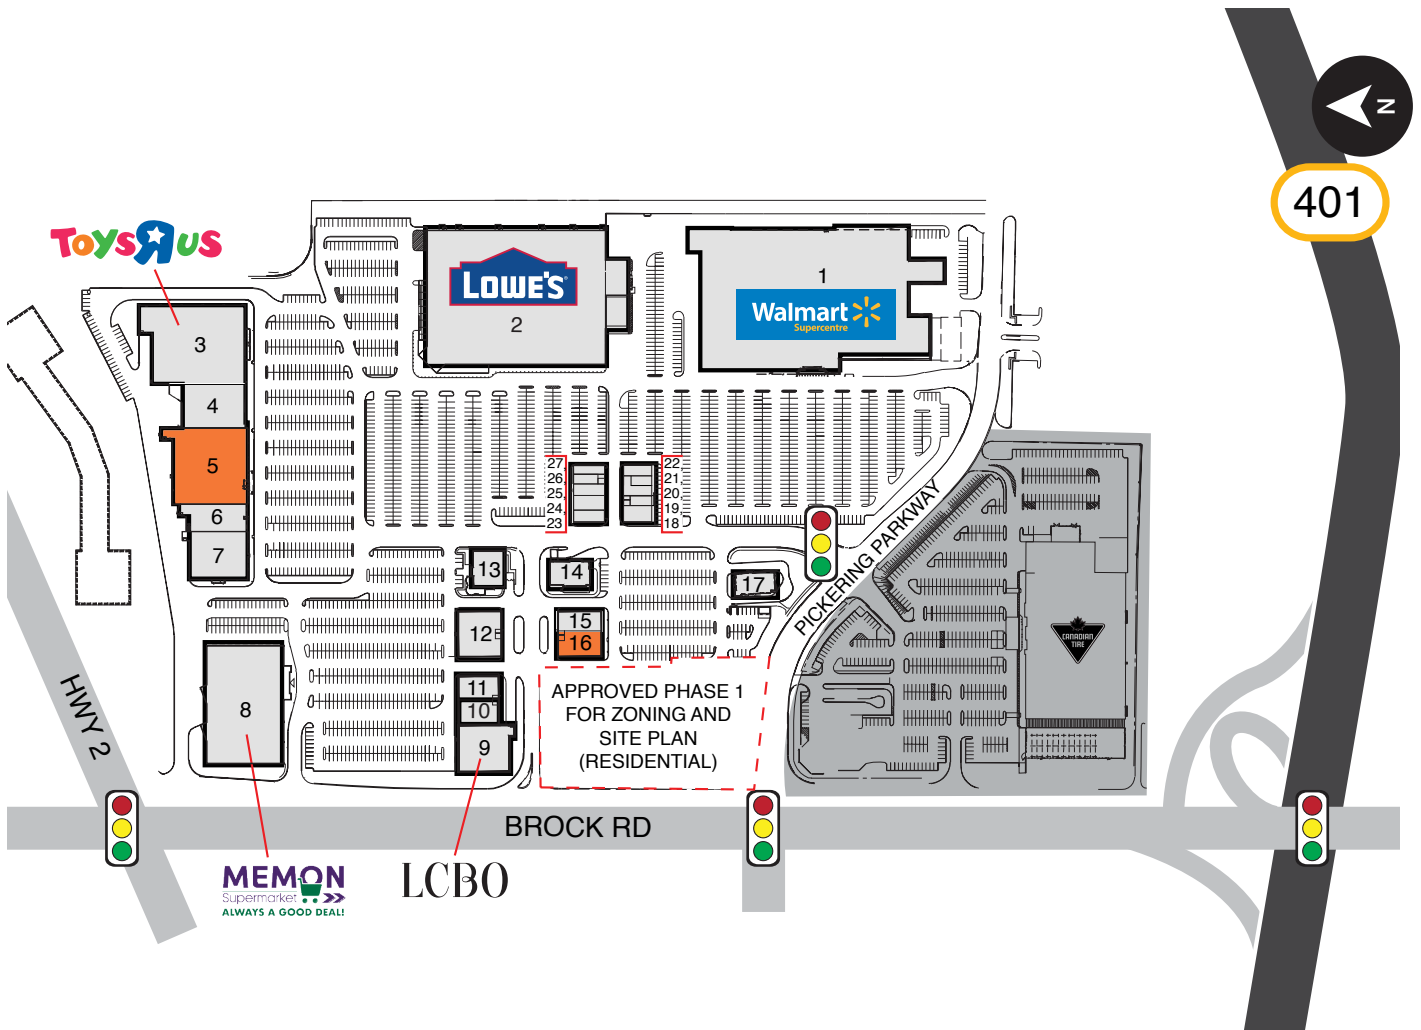 N
401
TOYS R US
LOWE'S
2
1
Walmart
Supercentre
3
4
5
6
7
27,
26,
25,
24,
23
22,
21,
20,
19,
18
PICKERING PARKWAY
13
14
17
12
15
16
CANADIAN
TIRE
HWY 2
8
11
10
9
APPROVED PHASE 1
FOR ZONING AND
SITE PLAN
(RESIDENTIAL)
BROCK RD
MEMON
Supermarket
ALWAYS A GOOD DEAL!
LCBO